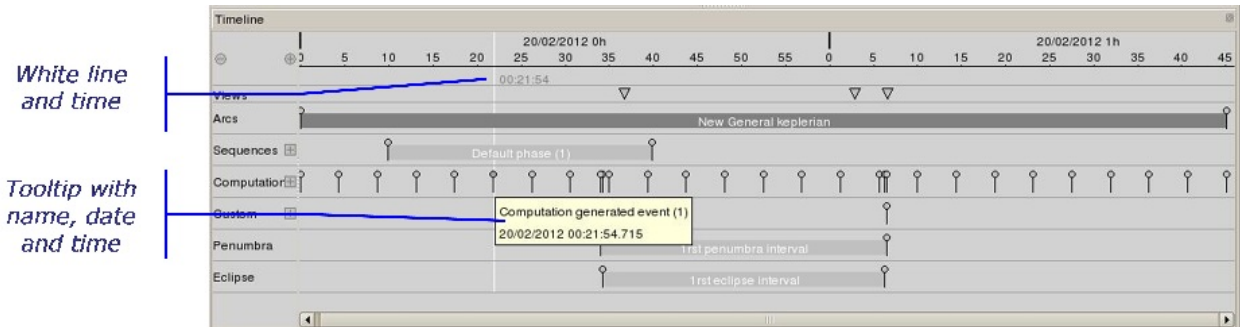 Timeline
20/02/2012 0h 20/02/2012 1h
0 5 10 15 20 25 30 35 40 45 50 55 0 5 10 15 20 25 30 35 40 45
White line
and time
00:21:54
Views
Arcs New General keplerian
Sequences Default phase (1)
Computation
Tooltip with
name, date
and time
Custom
Computation generated event (1)
20/02/2012 00:21:54.715
Penumbra 1rst penumbra interval
Eclipse 1rst eclipse interval